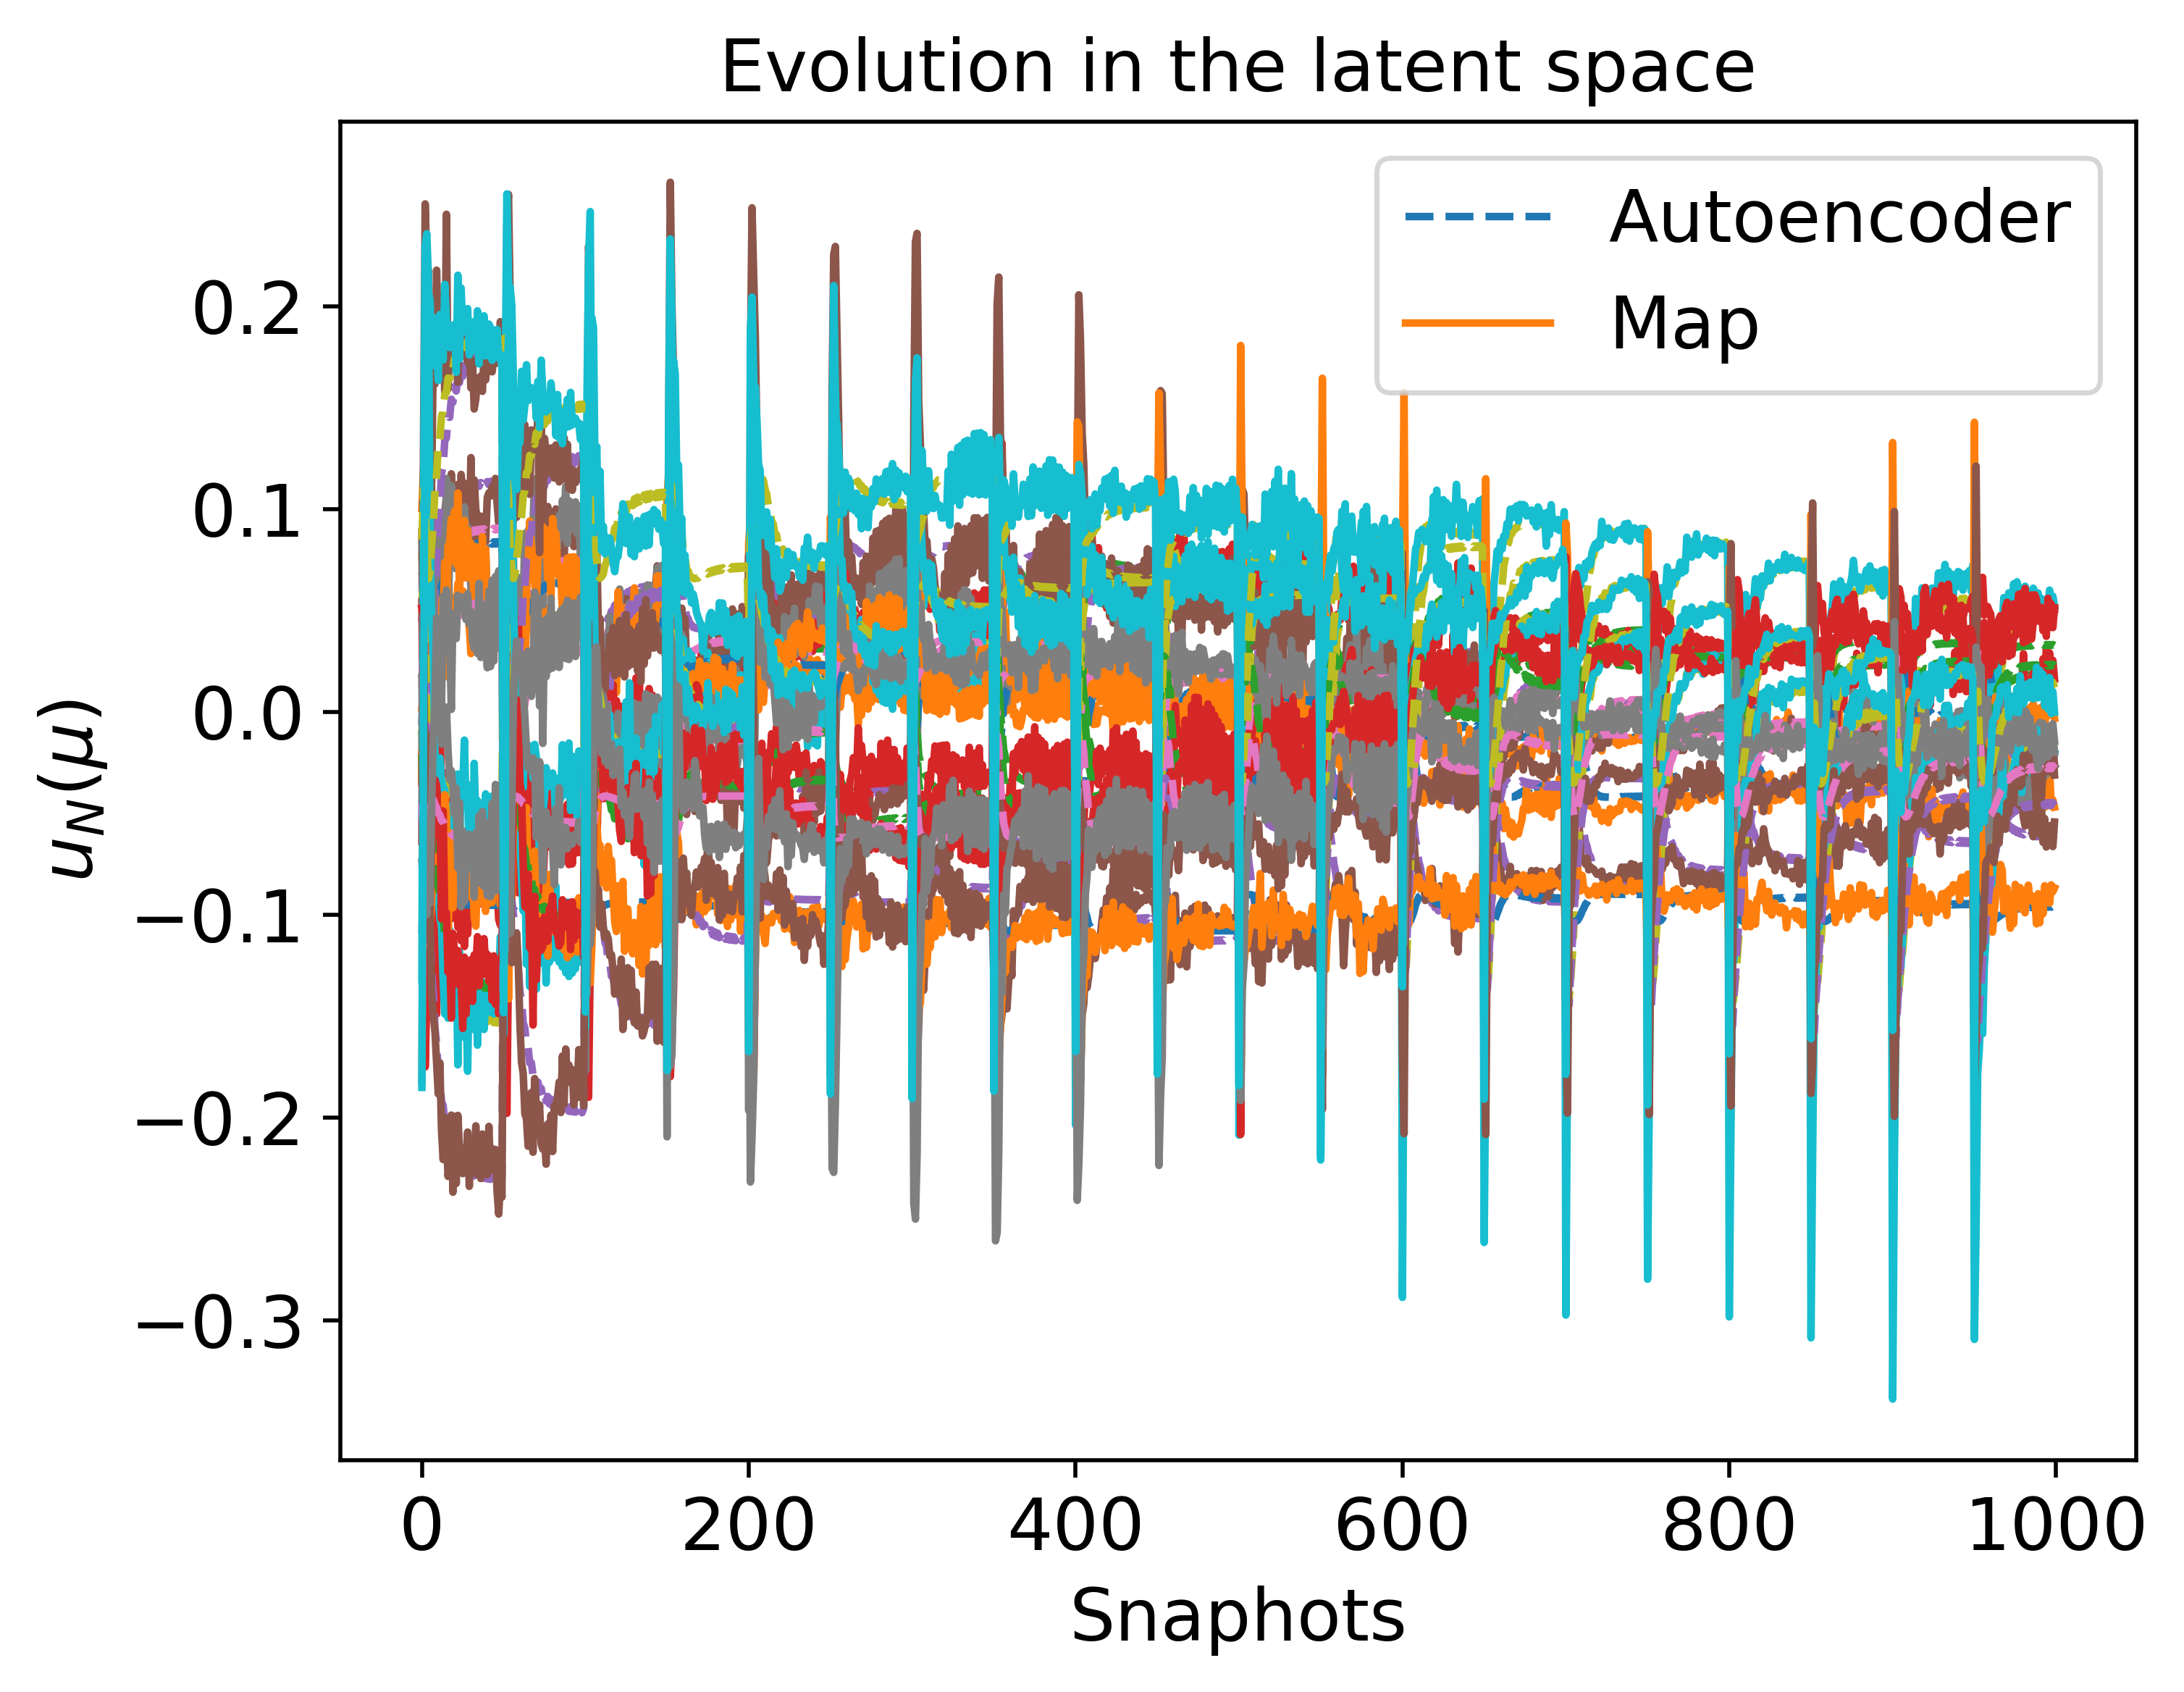 Evolution in the latent space
Autoencoder
Map
0.2
0.1
0.0
−0.1
−0.2
−0.3
u_N(μ)
0 200 400 600 800 1000
Snaphots